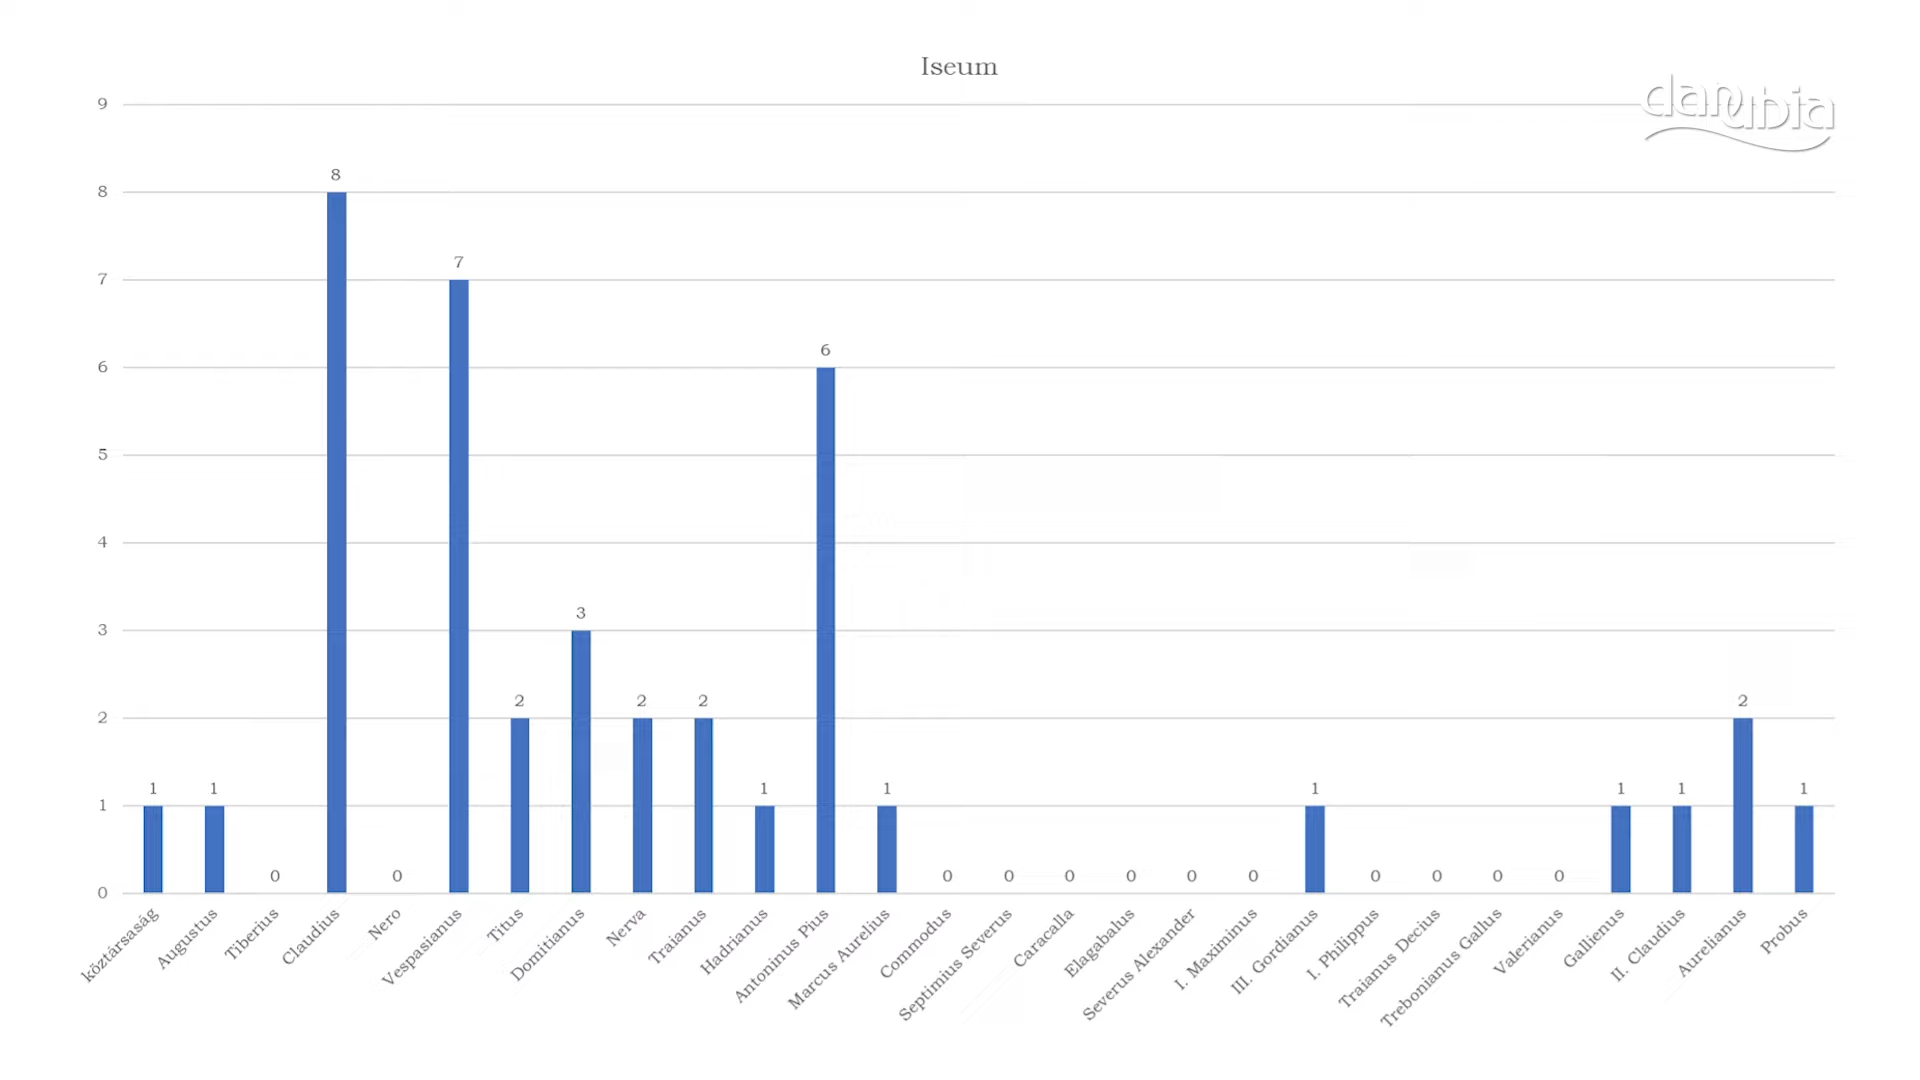 Iseum
danubia
9
8
7
6
5
4
3
2
1
0
1
1
0
8
0
7
2
3
2
2
1
6
1
0
0
0
0
0
0
1
0
0
0
0
1
1
2
1
köztársaság
Augustus
Tiberius
Claudius
Nero
Vespasianus
Titus
Domitianus
Nerva
Traianus
Hadrianus
Antoninus Pius
Marcus Aurelius
Commodus
Septimius Severus
Caracalla
Elagabalus
Severus Alexander
I. Maximinus
III. Gordianus
I. Philippus
Traianus Decius
Trebonianus Gallus
Valerianus
Gallienus
II. Claudius
Aurelianus
Probus